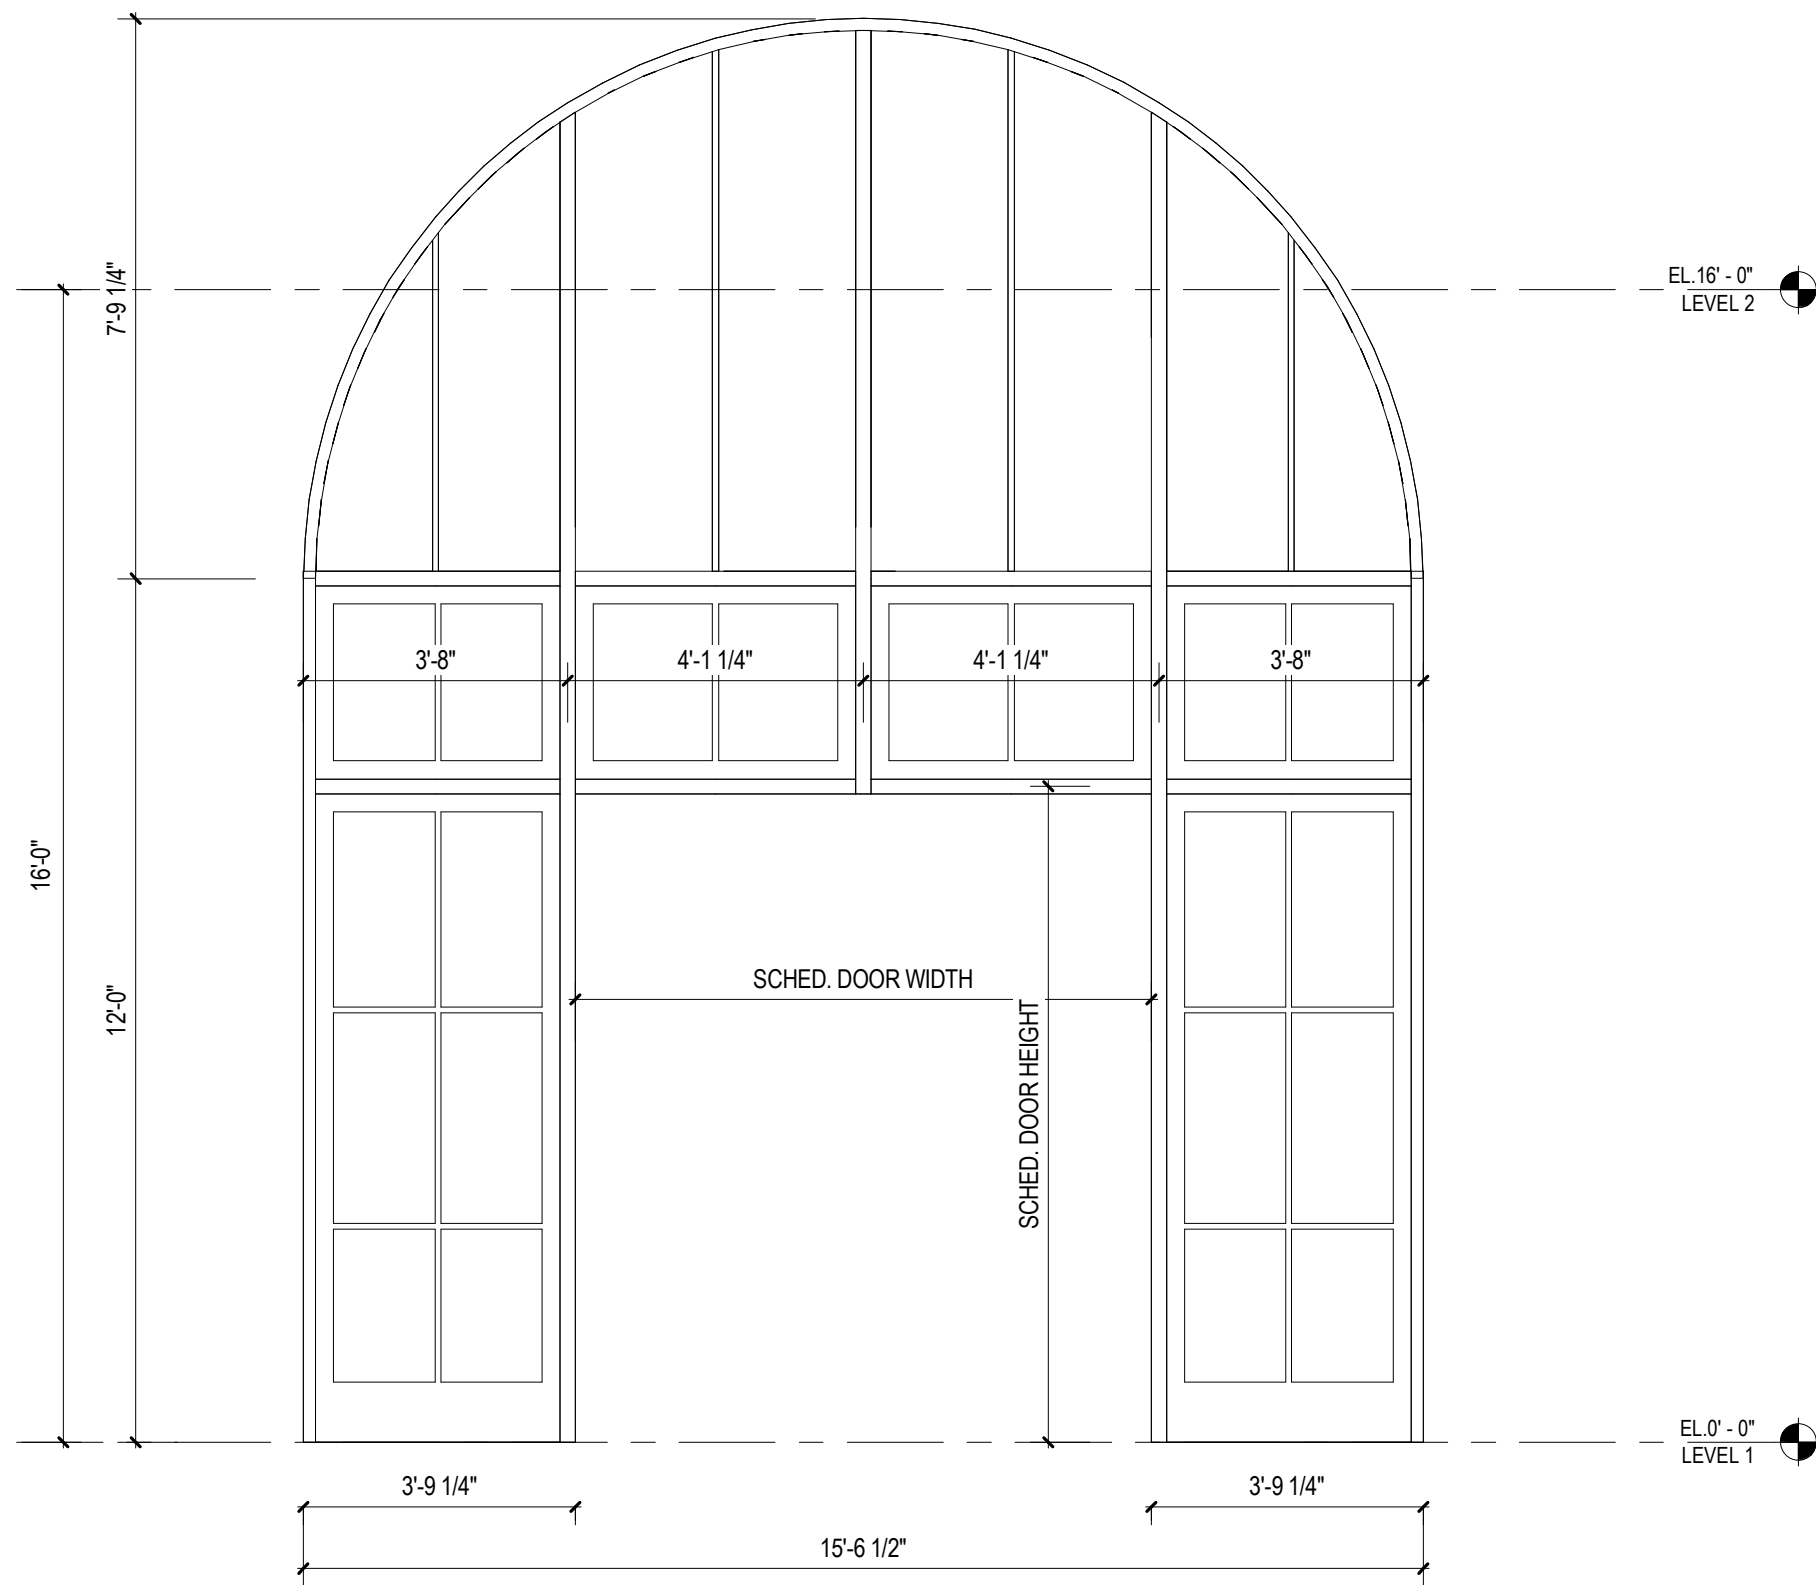 EL.16' - 0"
LEVEL 2
7'-9 1/4"
3'-8"
4'-1 1/4"
4'-1 1/4"
3'-8"
16'-0"
12'-0"
SCHED. DOOR WIDTH
SCHED. DOOR HEIGHT
EL.0' - 0"
LEVEL 1
3'-9 1/4"
3'-9 1/4"
15'-6 1/2"